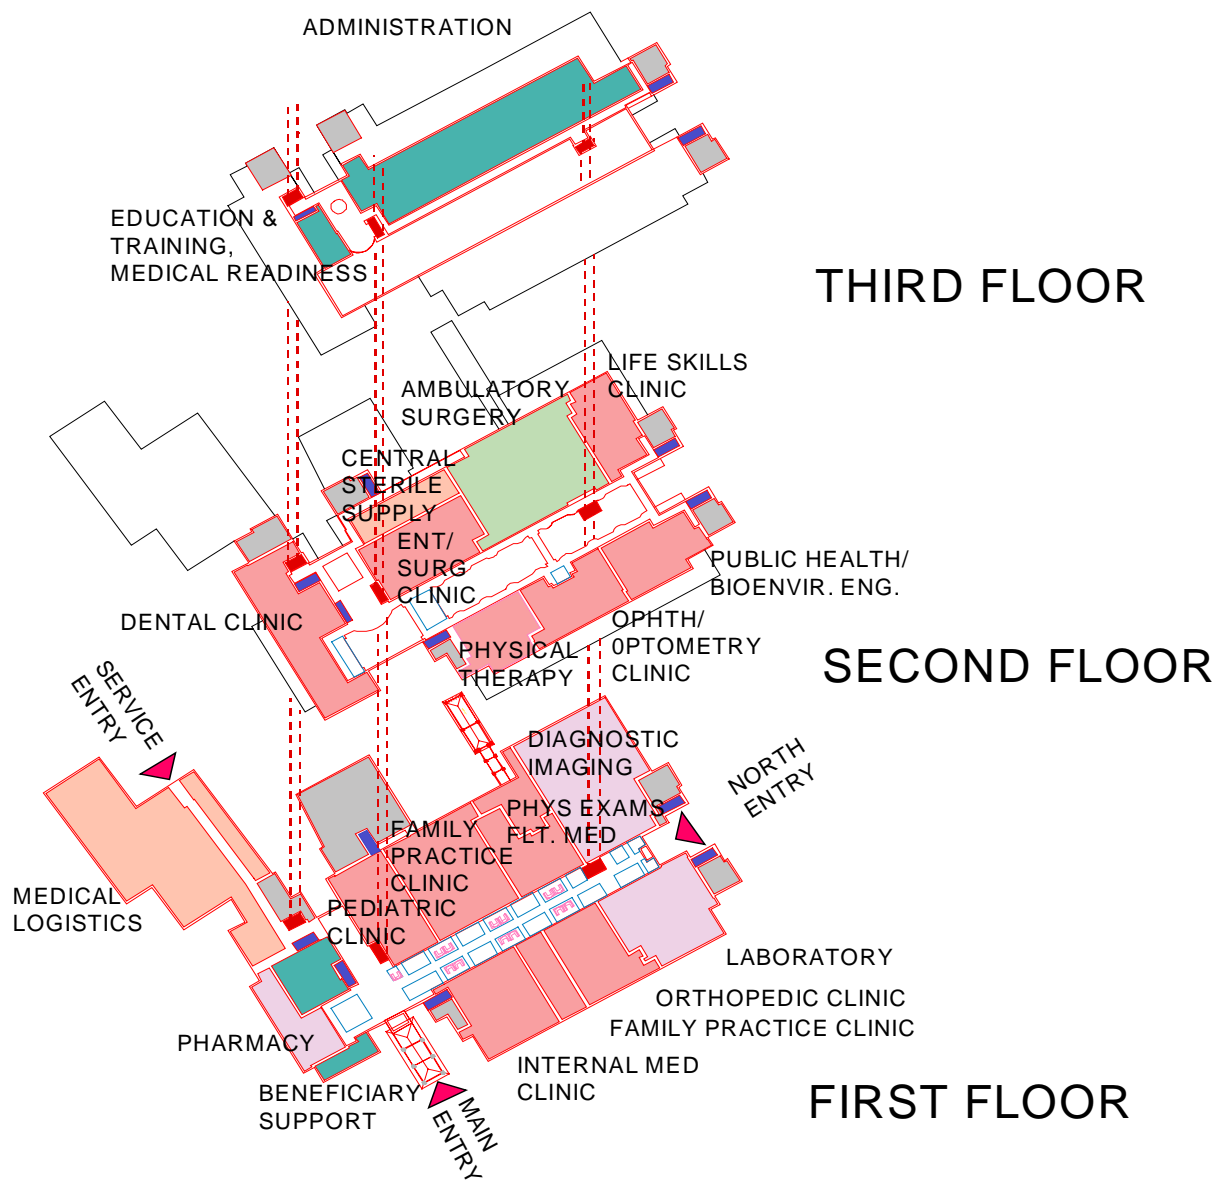 ADMINISTRATION
EDUCATION &
TRAINING,
MEDICAL READINESS
THIRD FLOOR
LIFE SKILLS
CLINIC
AMBULATORY
SURGERY
CENTRAL
STERILE
SUPPLY
ENT/
SURG
CLINIC
PUBLIC HEALTH/
BIOENVIR. ENG.
DENTAL CLINIC
OPHTH/
0PTOMETRY
CLINIC
PHYSICAL
THERAPY
SECOND FLOOR
SERVICE
ENTRY
DIAGNOSTIC
IMAGING
NORTH
ENTRY
PHYS EXAMS
FLT. MED
FAMILY
PRACTICE
CLINIC
MEDICAL
LOGISTICS
PEDIATRIC
CLINIC
LABORATORY
ORTHOPEDIC CLINIC
FAMILY PRACTICE CLINIC
PHARMACY
INTERNAL MED
CLINIC
BENEFICIARY
SUPPORT
MAIN
ENTRY
FIRST FLOOR